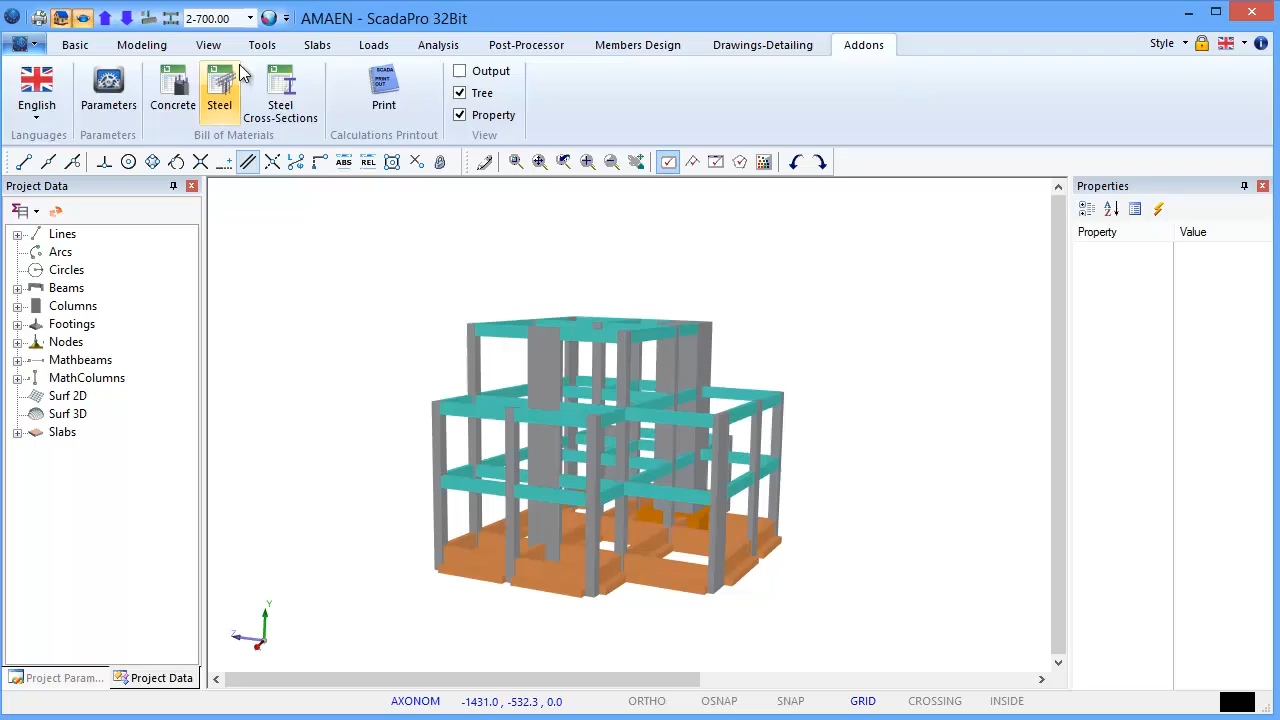 2-700.00
AMAEN - ScadaPro 32Bit
Basic
Modeling
View
Tools
Slabs
Loads
Analysis
Post-Processor
Members Design
Drawings-Detailing
Addons
Style
English
Parameters
Concrete
Steel
Steel
Cross-Sections
Print
Output
Tree
Property
Languages
Parameters
Bill of Materials
Calculations Printout
View
ABS
REL
Project Data
Lines
Arcs
Circles
Beams
Columns
Footings
Nodes
Mathbeams
MathColumns
Surf 2D
Surf 3D
Slabs
Project Param...
Project Data
Y
Z
Properties
Property
Value
AXONOM
-1431.0 , -532.3 , 0.0
ORTHO
OSNAP
SNAP
GRID
CROSSING
INSIDE